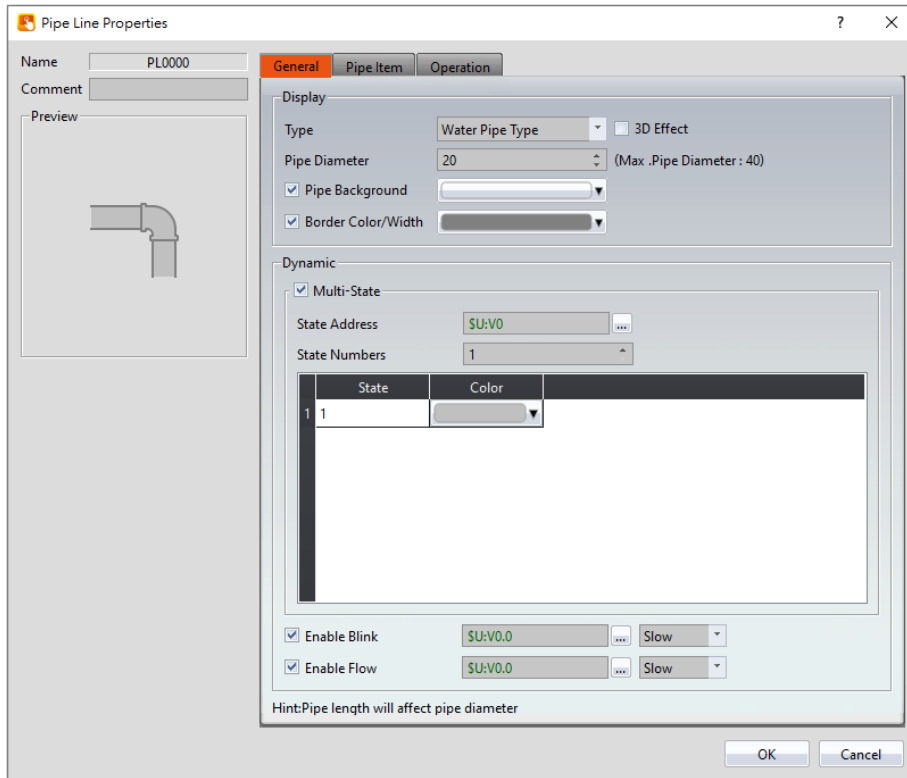 Pipe Line Properties
?
Name PL0000
Comment
Preview
General Pipe Item Operation
Display
Type Water Pipe Type 3D Effect
Pipe Diameter 20 (Max .Pipe Diameter : 40)
Pipe Background
Border Color/Width
Dynamic
Multi-State
State Address $U:V0 ...
State Numbers 1
State Color
1 1
Enable Blink $U:V0.0 ... Slow
Enable Flow $U:V0.0 ... Slow
Hint:Pipe length will affect pipe diameter
OK Cancel